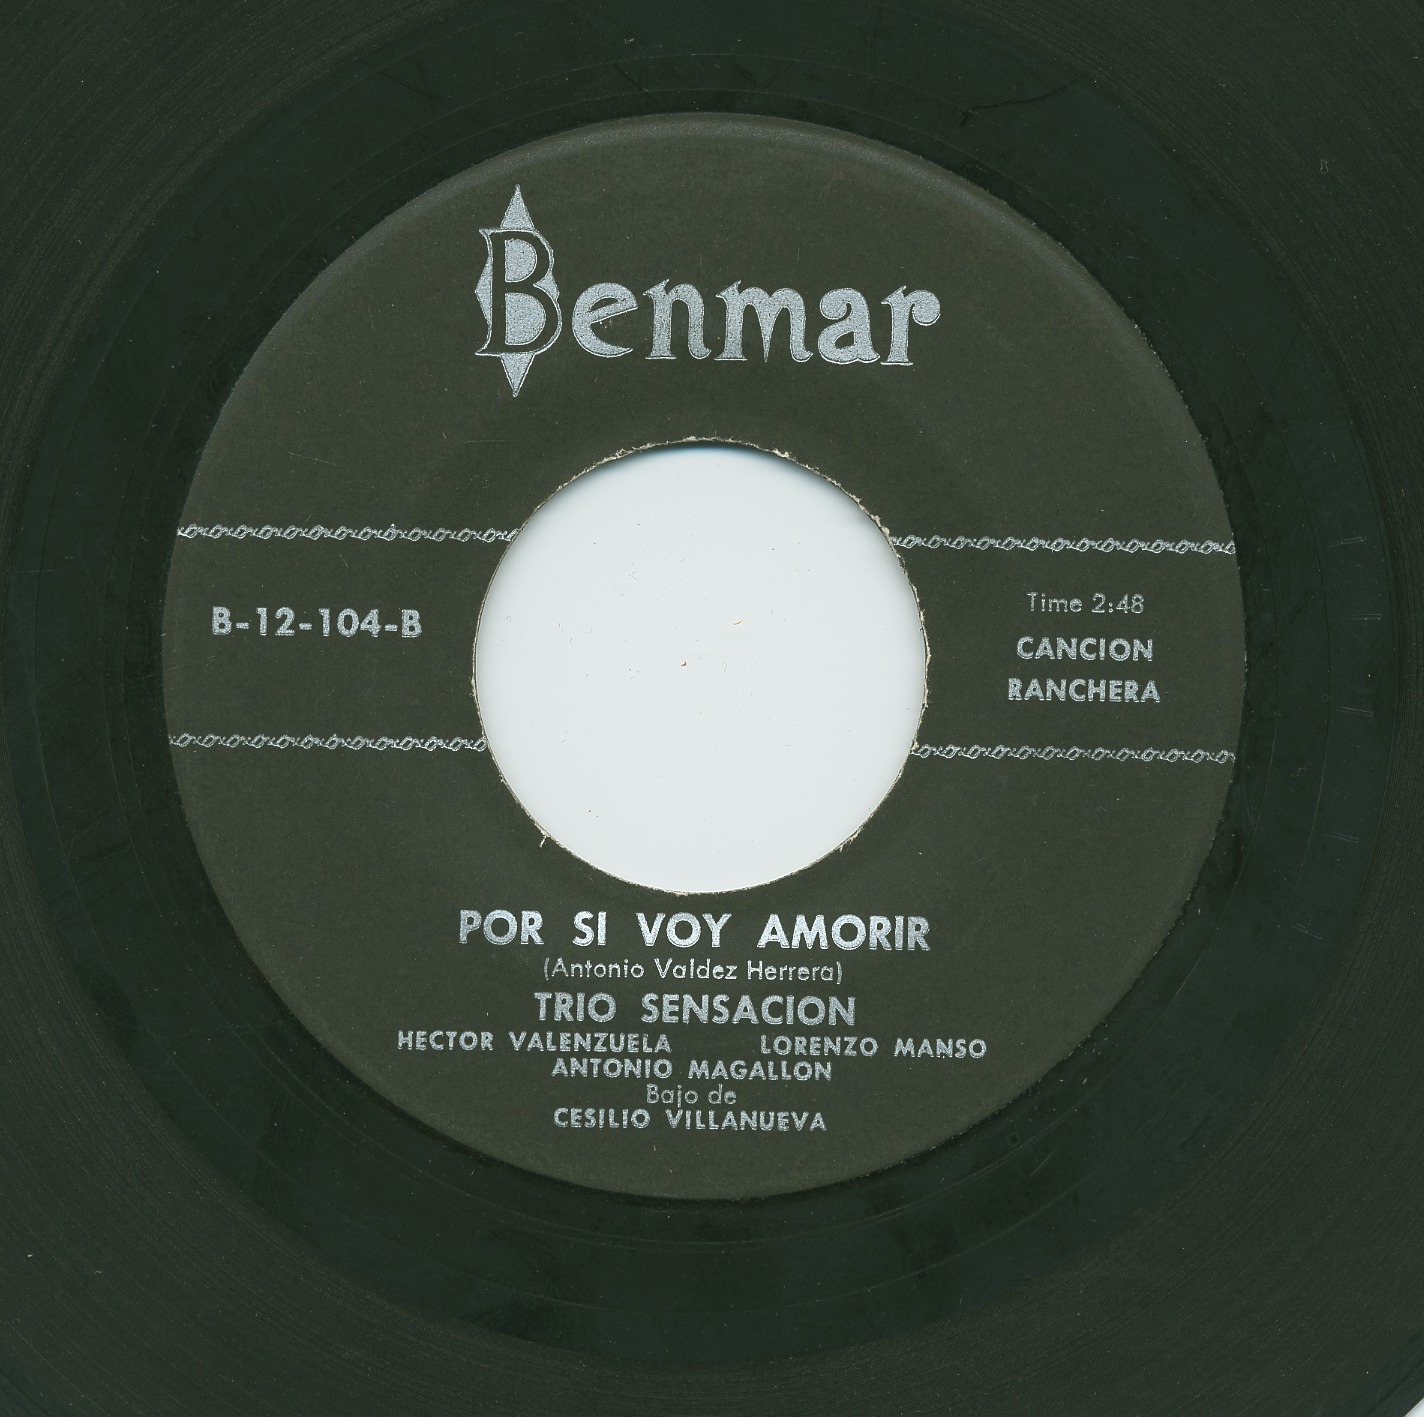 Benmar
B-12-104-B
Time 2:48
CANCION
RANCHERA
POR SI VOY AMORIR
(Antonio Valdez Herrera)
TRIO SENSACION
HECTOR VALENZUELA LORENZO MANSO
ANTONIO MAGALLON
Bajo de
CESILIO VILLANUEVA